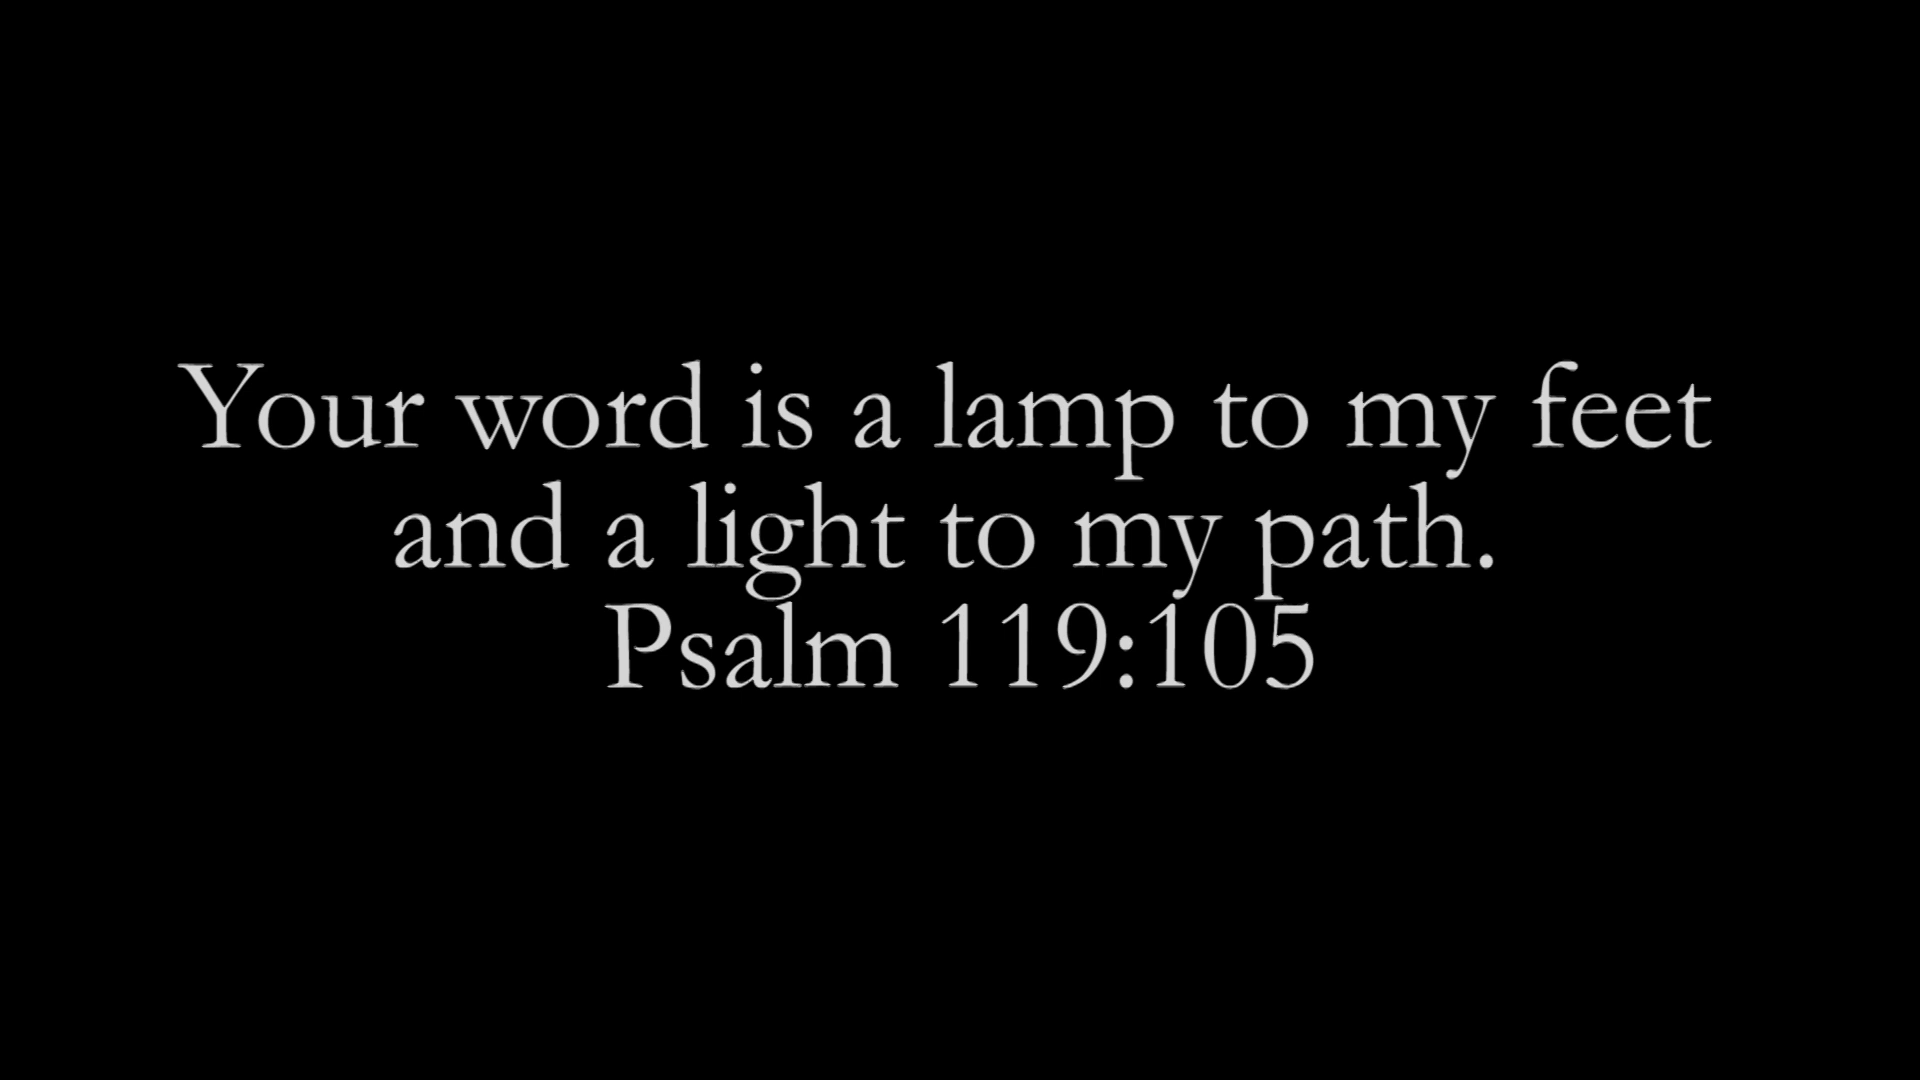 Your word is a lamp to my feet
and a light to my path.
Psalm 119:105